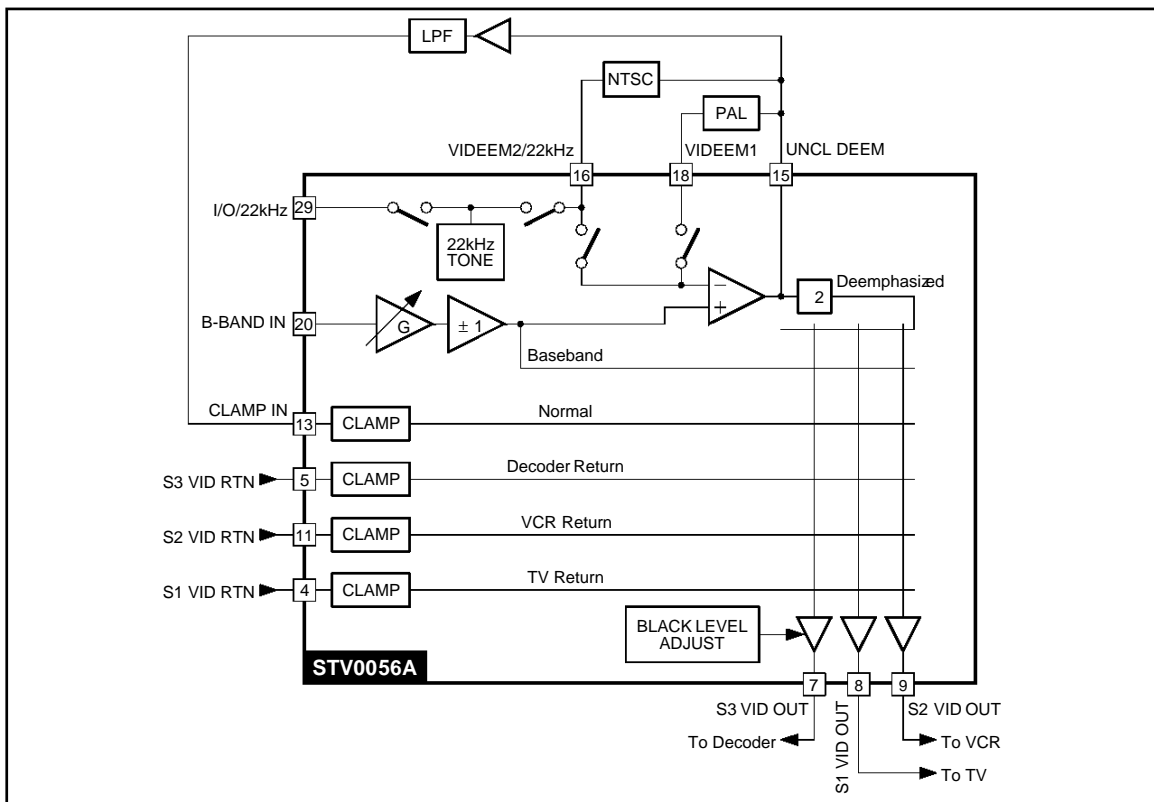 LPF
NTSC
PAL
VIDEEM2/22kHz
VIDEEM1
UNCL DEEM
16
18
15
I/O/22kHz
29
22kHz
TONE
Deemphasized
−
+
2
B-BAND IN
20
G
± 1
Baseband
CLAMP IN
13
CLAMP
Normal
S3 VID RTN
5
CLAMP
Decoder Return
S2 VID RTN
11
CLAMP
VCR Return
S1 VID RTN
4
CLAMP
TV Return
BLACK LEVEL
ADJUST
STV0056A
7
8
9
S3 VID OUT
S1 VID OUT
S2 VID OUT
To Decoder
To VCR
To TV